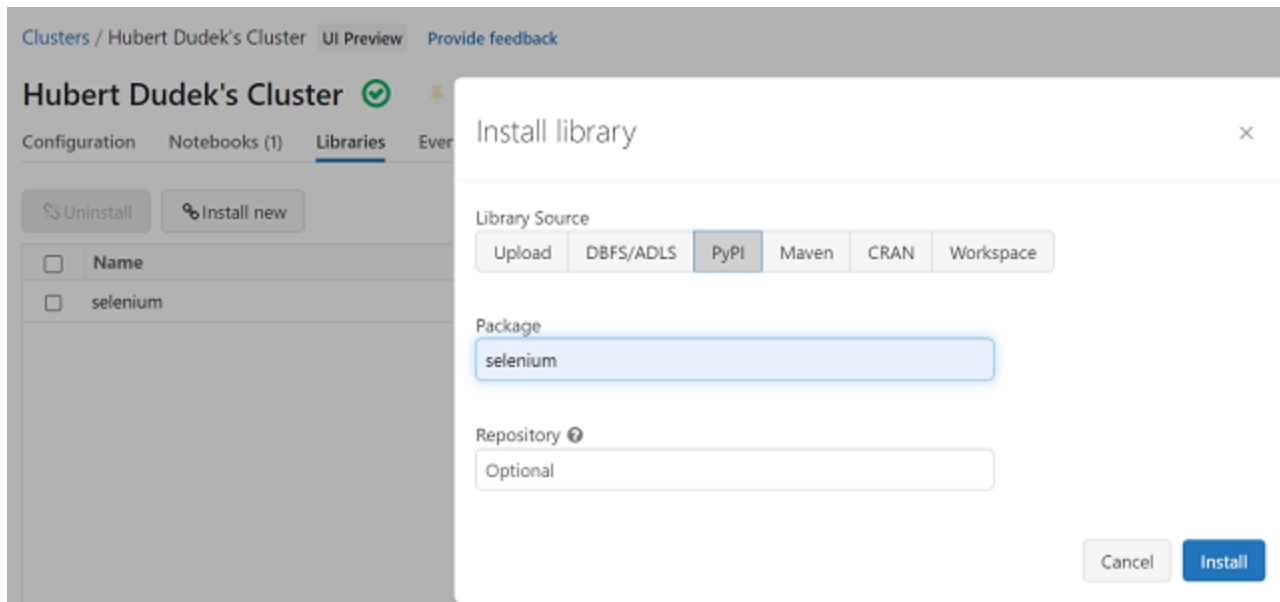 Clusters / Hubert Dudek's Cluster UI Preview Provide feedback
Hubert Dudek's Cluster
Configuration Notebooks (1) Libraries Ever
Uninstall Install new
Name
selenium
Install library
Library Source
Upload DBFS/ADLS PyPI Maven CRAN Workspace
Package
selenium
Repository
Optional
Cancel Install